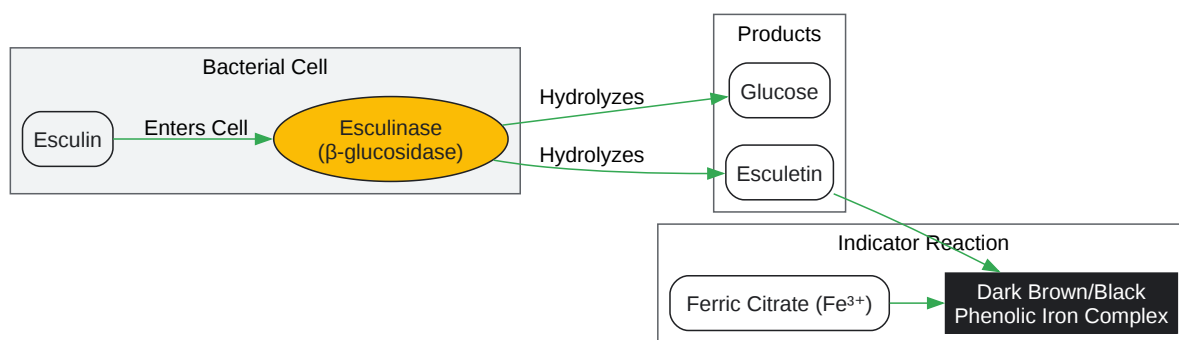 Bacterial Cell
Esculin
Enters Cell
Esculinase
(β-glucosidase)
Hydrolyzes
Hydrolyzes
Products
Glucose
Esculetin
Indicator Reaction
Ferric Citrate (Fe³⁺)
Dark Brown/Black
Phenolic Iron Complex